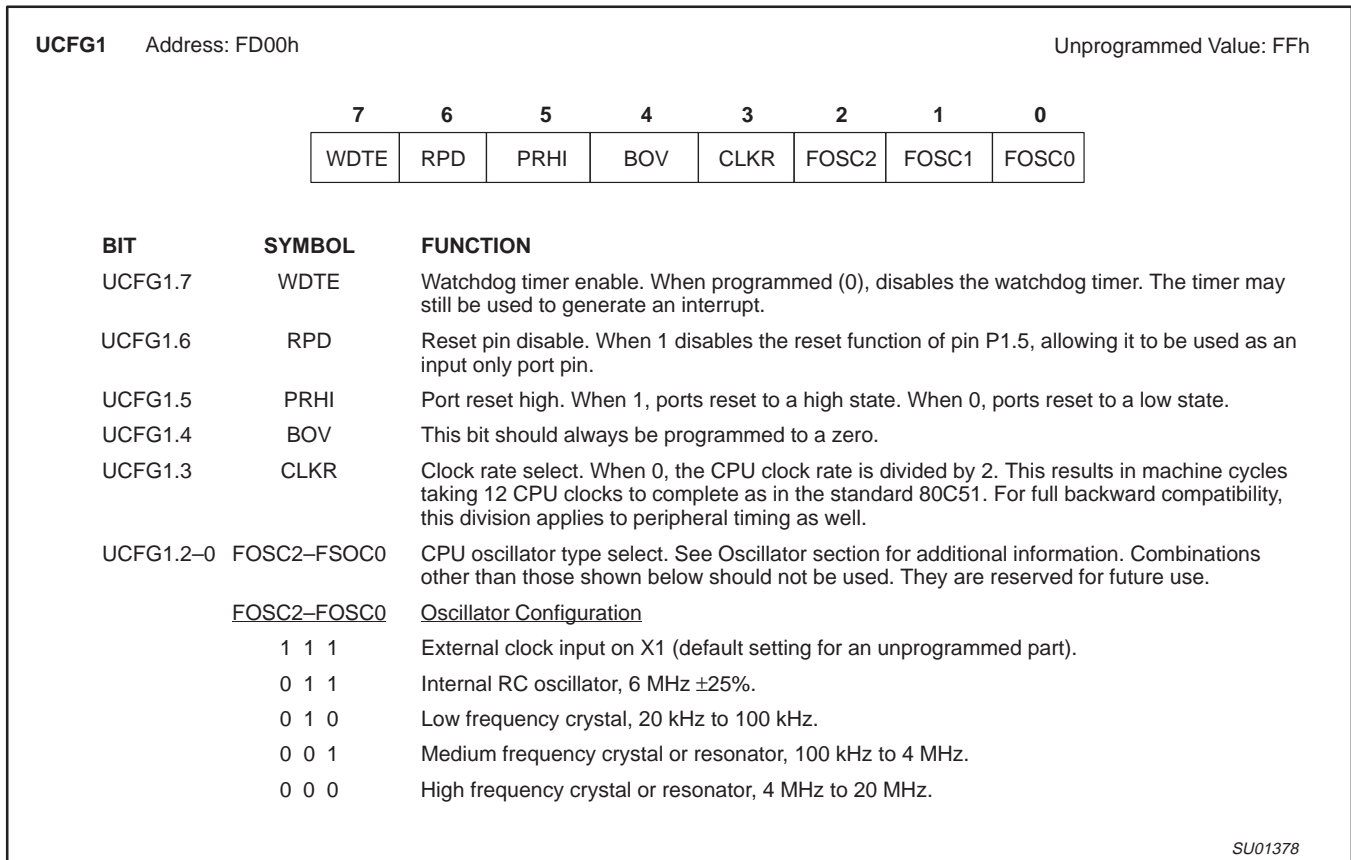 UCFG1 Address: FD00h Unprogrammed Value: FFh
7 6 5 4 3 2 1 0
WDTE RPD PRHI BOV CLKR FOSC2 FOSC1 FOSC0
BIT SYMBOL FUNCTION
UCFG1.7 WDTE Watchdog timer enable. When programmed (0), disables the watchdog timer. The timer may
still be used to generate an interrupt.
UCFG1.6 RPD Reset pin disable. When 1 disables the reset function of pin P1.5, allowing it to be used as an
input only port pin.
UCFG1.5 PRHI Port reset high. When 1, ports reset to a high state. When 0, ports reset to a low state.
UCFG1.4 BOV This bit should always be programmed to a zero.
UCFG1.3 CLKR Clock rate select. When 0, the CPU clock rate is divided by 2. This results in machine cycles
taking 12 CPU clocks to complete as in the standard 80C51. For full backward compatibility,
this division applies to peripheral timing as well.
UCFG1.2–0 FOSC2–FSOC0 CPU oscillator type select. See Oscillator section for additional information. Combinations
other than those shown below should not be used. They are reserved for future use.
FOSC2–FOSC0 Oscillator Configuration
1 1 1 External clock input on X1 (default setting for an unprogrammed part).
0 1 1 Internal RC oscillator, 6 MHz ±25%.
0 1 0 Low frequency crystal, 20 kHz to 100 kHz.
0 0 1 Medium frequency crystal or resonator, 100 kHz to 4 MHz.
0 0 0 High frequency crystal or resonator, 4 MHz to 20 MHz.
SU01378